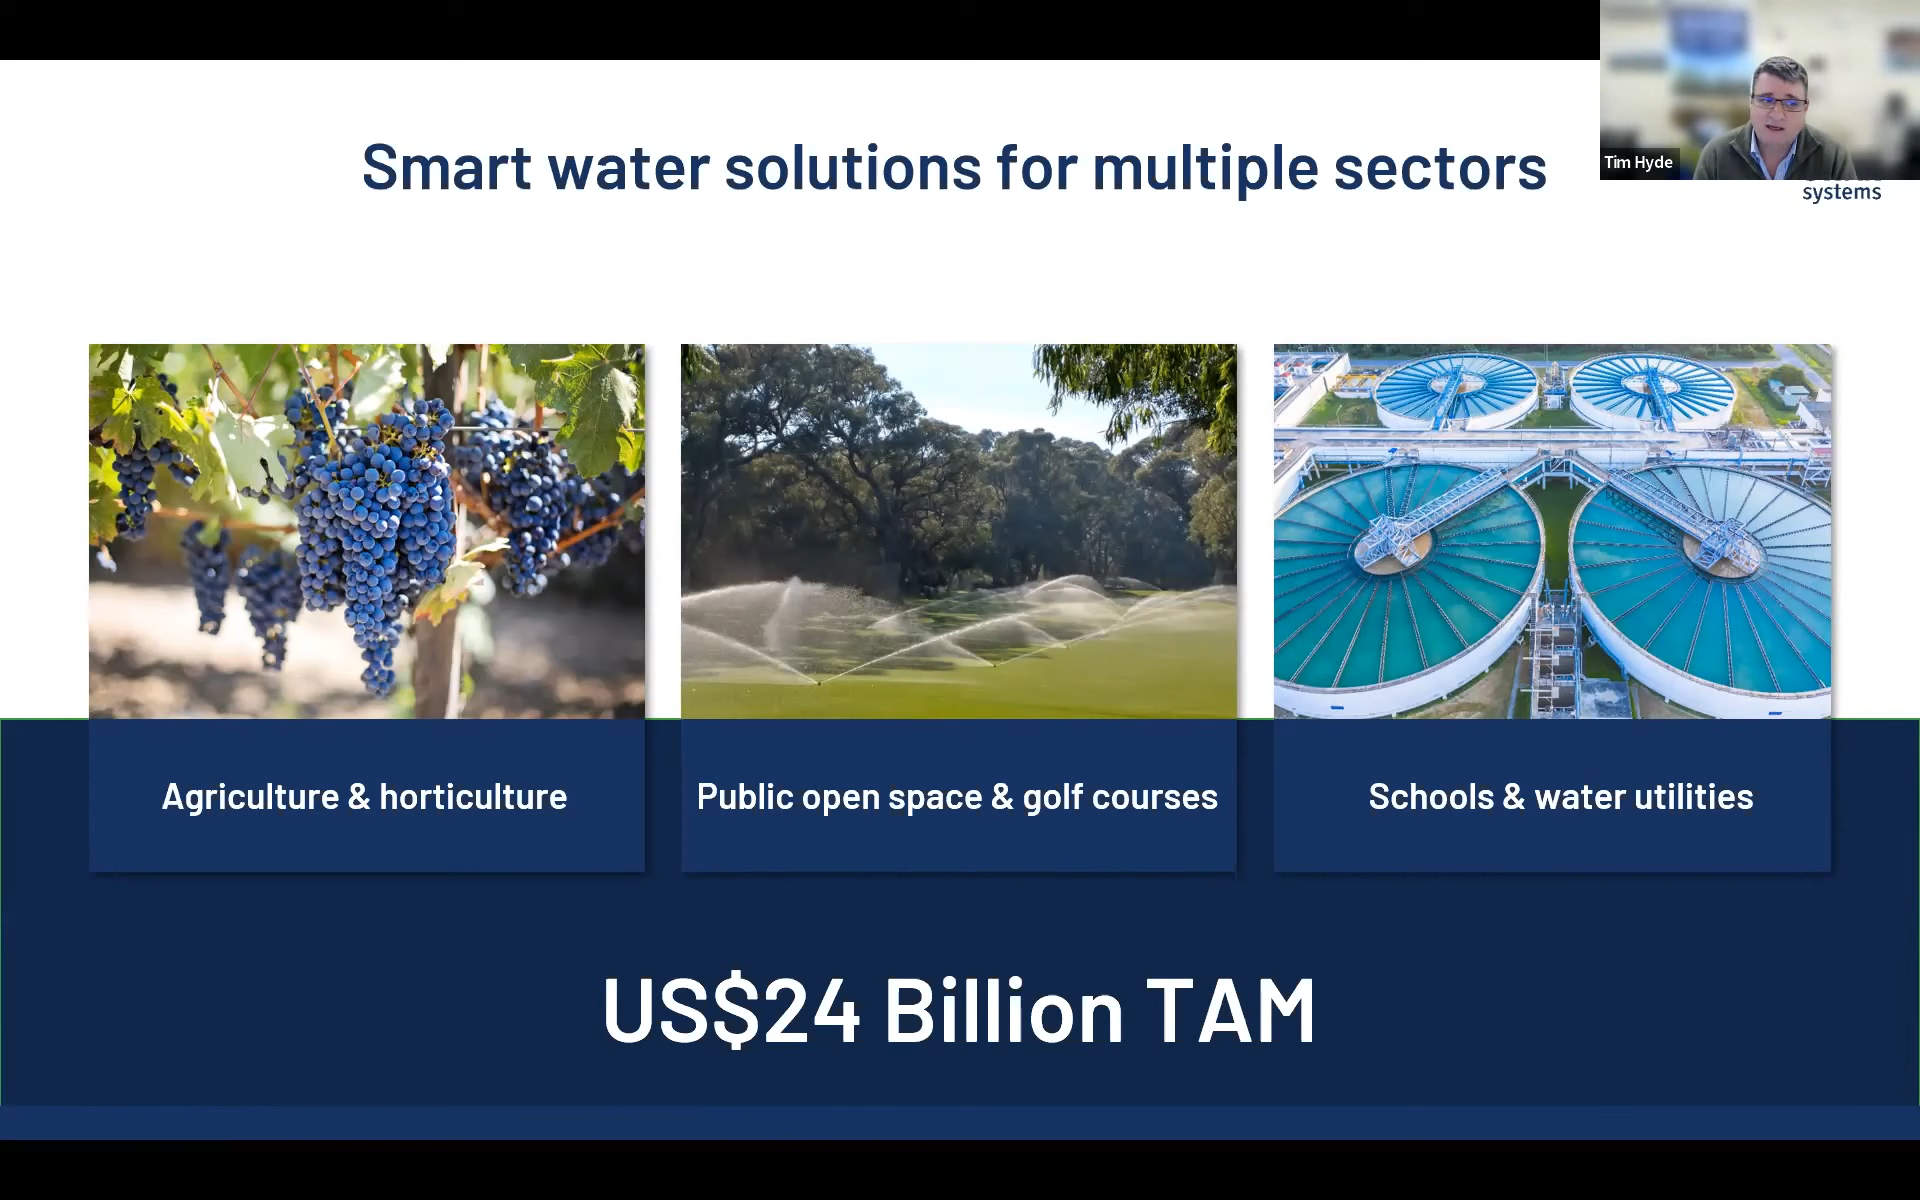 Smart water solutions for multiple sectors
Tim Hyde
systems
Agriculture & horticulture
Public open space & golf courses
Schools & water utilities
US$24 Billion TAM